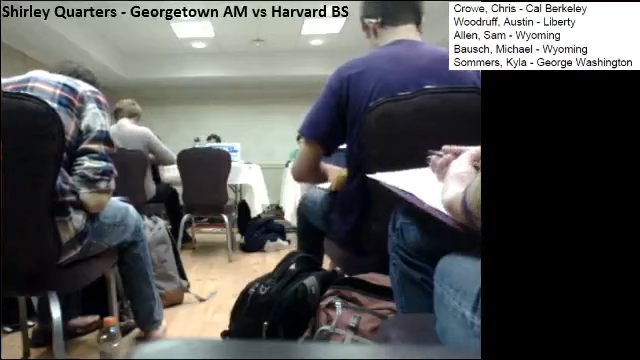 Shirley Quarters - Georgetown AM vs Harvard BS
Crowe, Chris - Cal Berkeley
Woodruff, Austin - Liberty
Allen, Sam - Wyoming
Bausch, Michael - Wyoming
Sommers, Kyla - George Washington